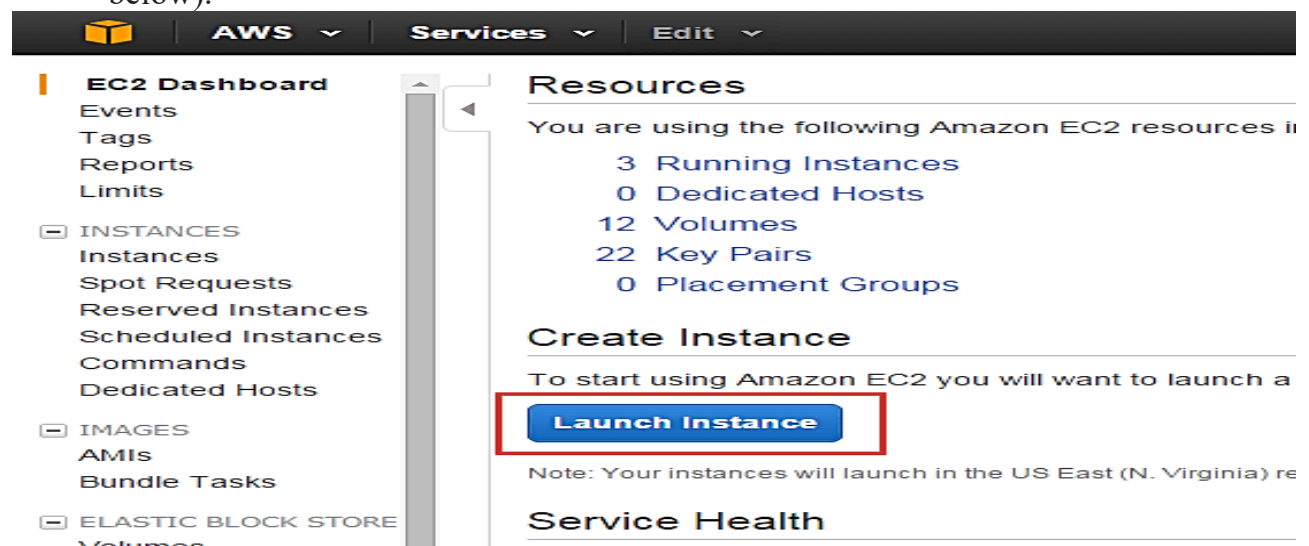 below).
AWS Services Edit
EC2 Dashboard
Events
Tags
Reports
Limits
INSTANCES
Instances
Spot Requests
Reserved Instances
Scheduled Instances
Commands
Dedicated Hosts
IMAGES
AMIs
Bundle Tasks
ELASTIC BLOCK STORE
Volumes
Resources
You are using the following Amazon EC2 resources i
3 Running Instances
0 Dedicated Hosts
12 Volumes
22 Key Pairs
0 Placement Groups
Create Instance
To start using Amazon EC2 you will want to launch a
Launch Instance
Note: Your instances will launch in the US East (N. Virginia) re
Service Health